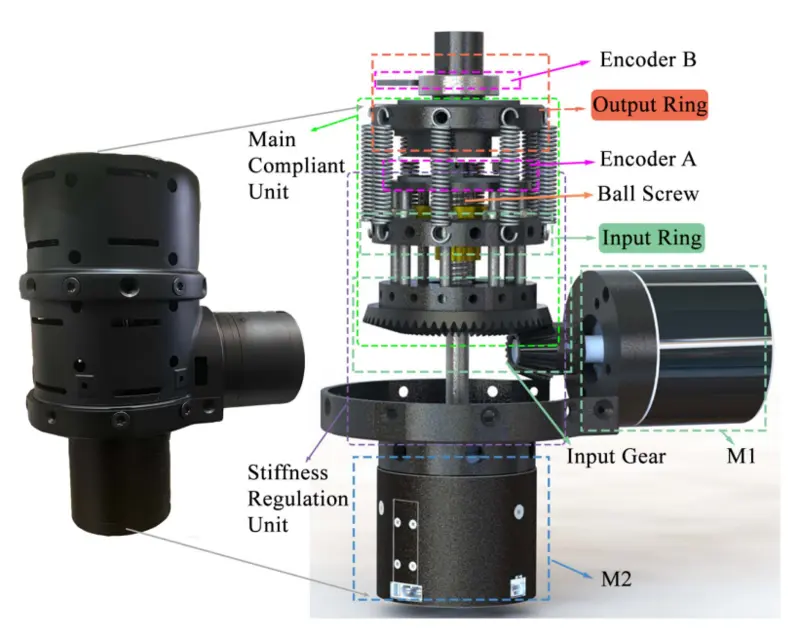 Encoder B
Output Ring
Main
Compliant
Unit
Encoder A
Ball Screw
Input Ring
Input Gear
M1
Stiffness
Regulation
Unit
M2